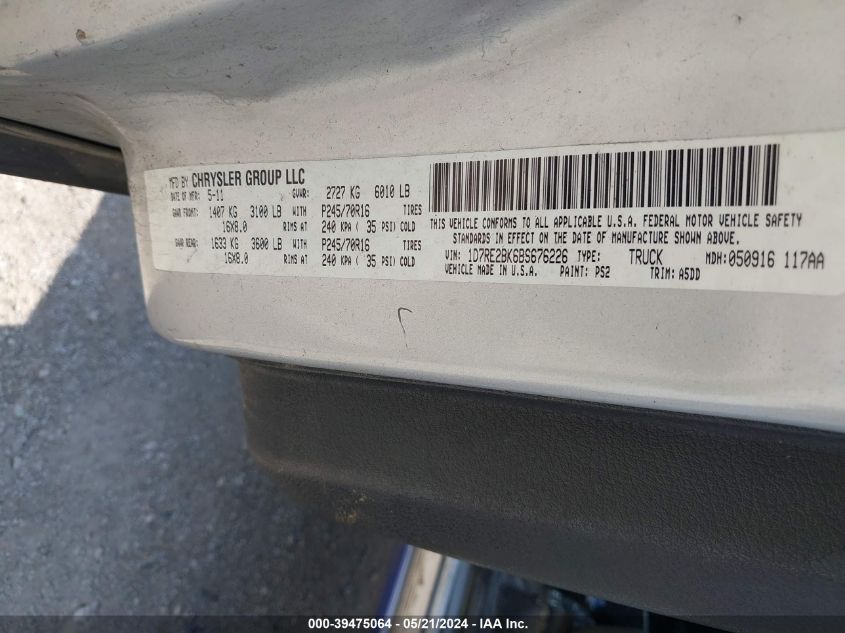 MFD BY CHRYSLER GROUP LLC
DATE OF MFR: 5-11 GVWR: 2727 KG 6010 LB
GAWR FRONT: 1407 KG 3100 LB WITH P245/70R16 TIRES
16X8.0 RIMS AT 240 KPA ( 35 PSI) COLD
GAWR REAR: 1633 KG 3600 LB WITH P245/70R16 TIRES
16X8.0 RIMS AT 240 KPA ( 35 PSI) COLD
THIS VEHICLE CONFORMS TO ALL APPLICABLE U.S.A. FEDERAL MOTOR VEHICLE SAFETY
STANDARDS IN EFFECT ON THE DATE OF MANUFACTURE SHOWN ABOVE.
VIN: 1D7RE2BK6BS676226 TYPE: TRUCK MDH:050916 117AA
VEHICLE MADE IN U.S.A. PAINT: PS2 TRIM: A5DD
000-39475064 - 05/21/2024 - IAA, Inc.